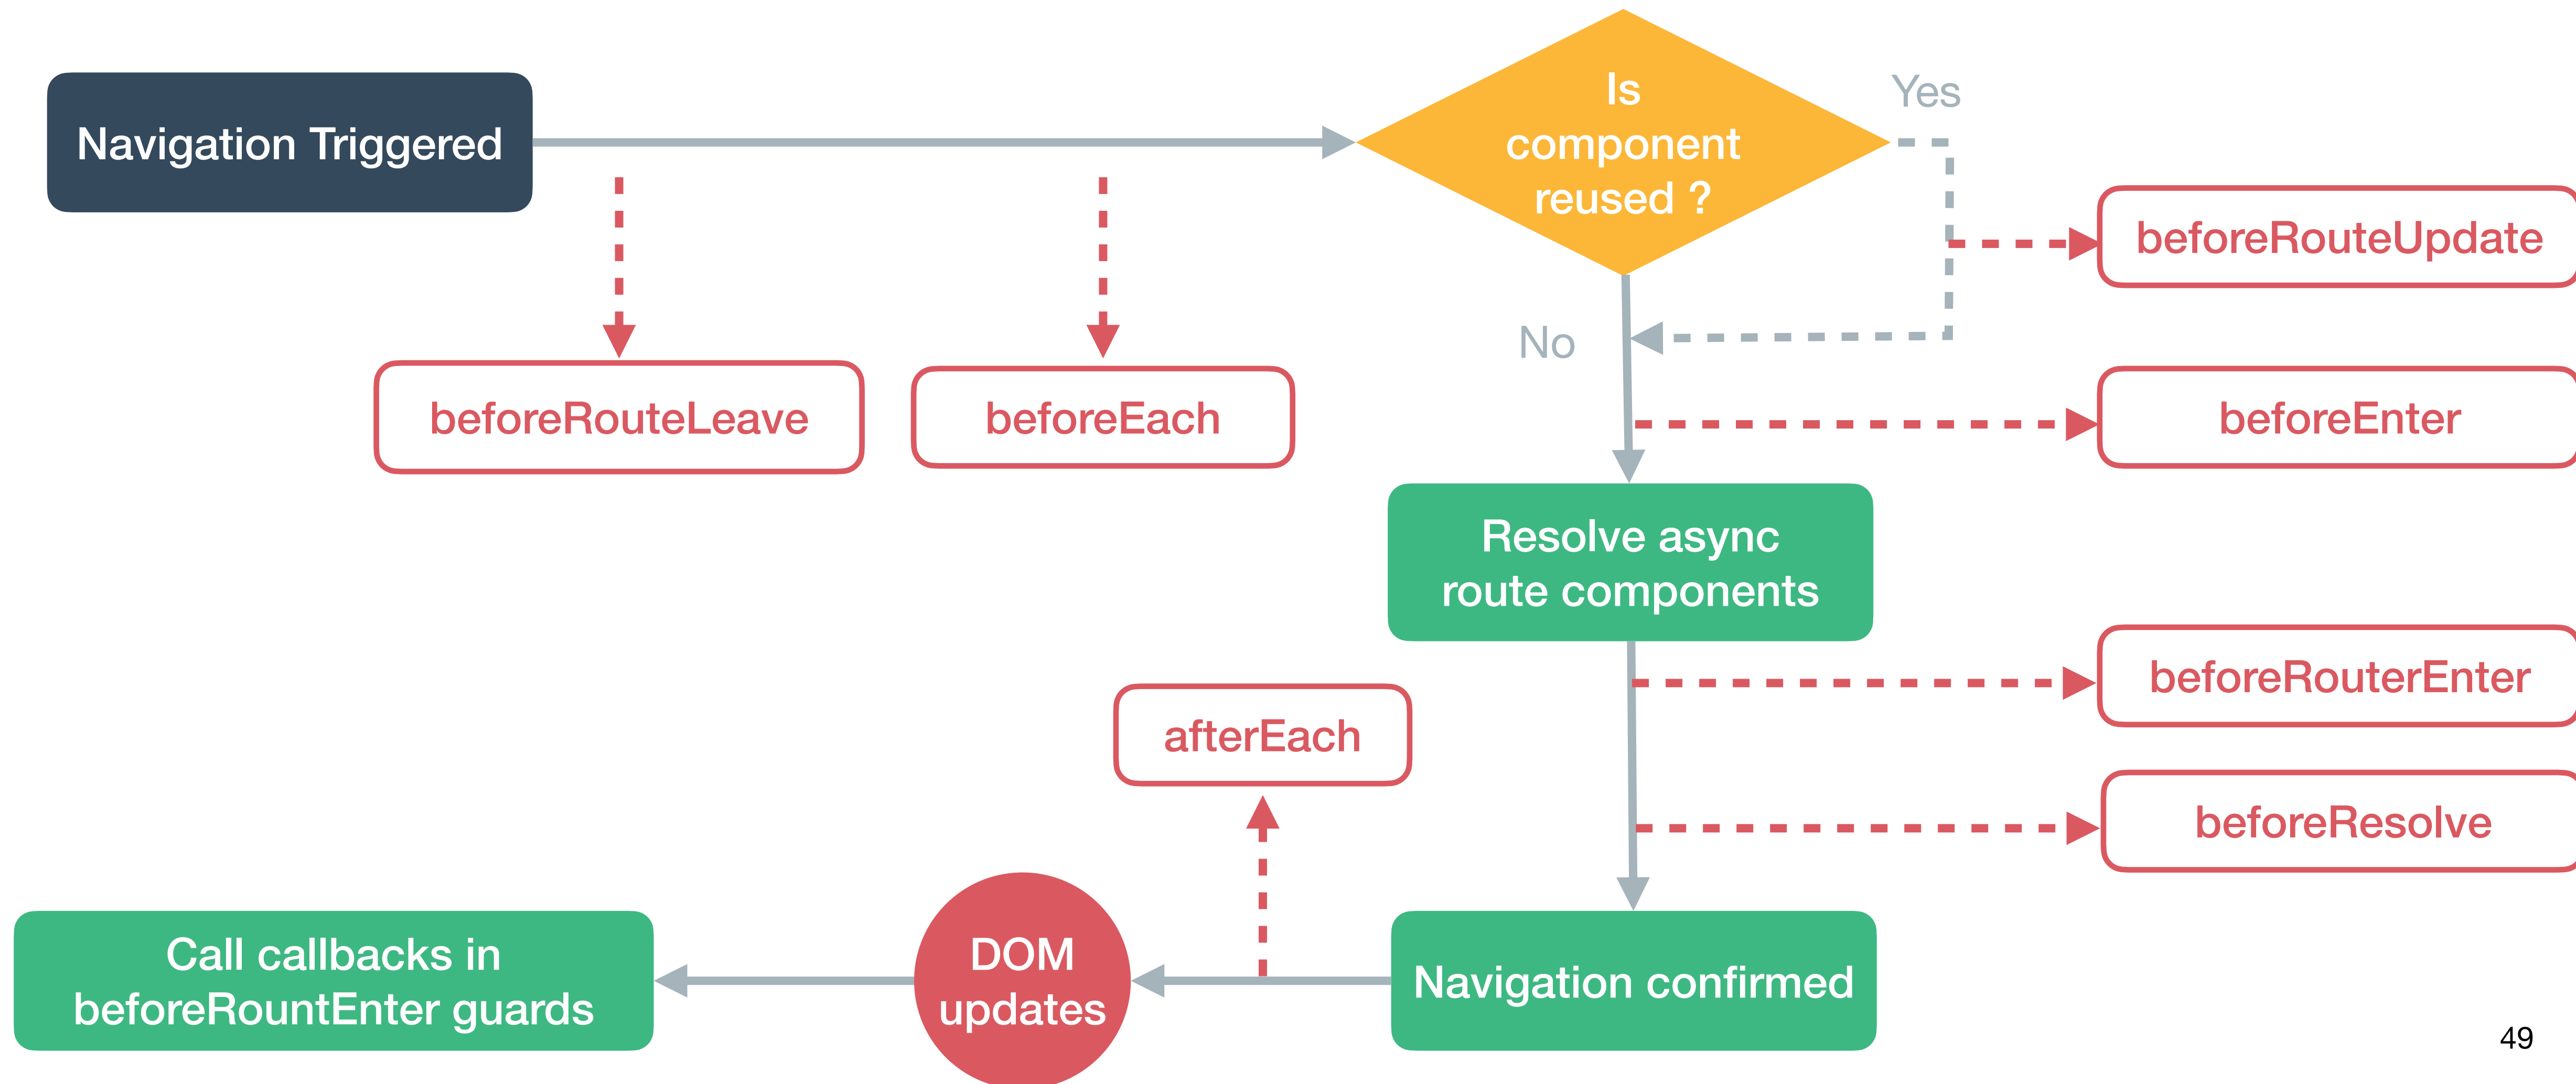 Navigation Triggered
Is
component
reused ?
Yes
beforeRouteUpdate
No
beforeRouteLeave
beforeEach
beforeEnter
Resolve async
route components
beforeRouterEnter
afterEach
beforeResolve
Call callbacks in
beforeRountEnter guards
DOM
updates
Navigation confirmed
49